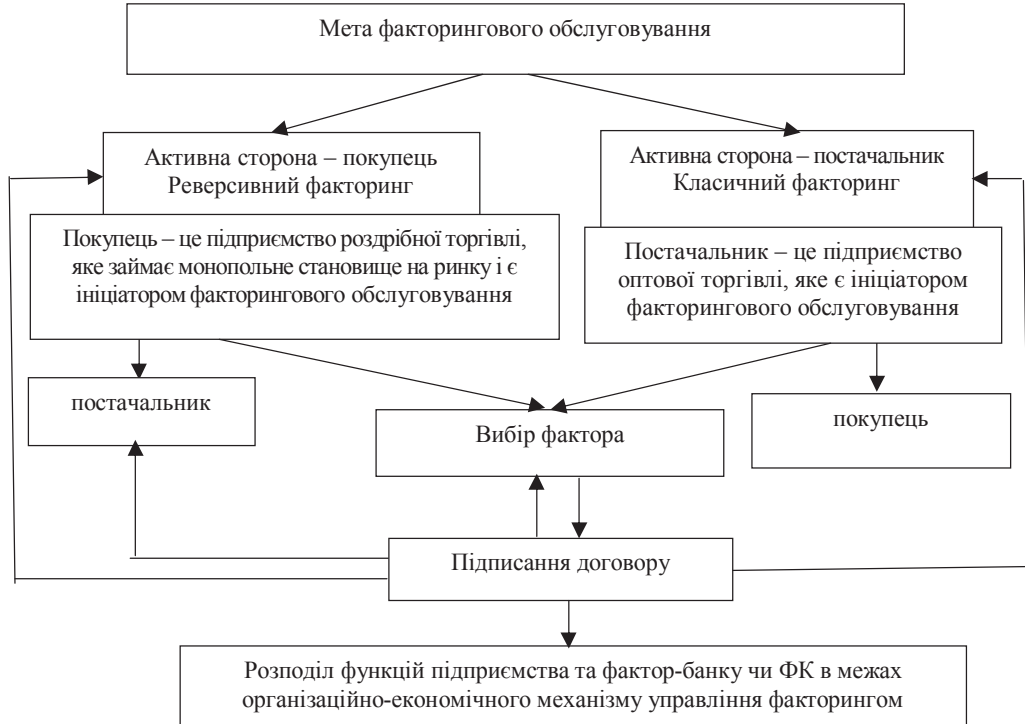 Мета факторингового обслуговування
Активна сторона – покупець
Реверсивний факторинг
Активна сторона – постачальник
Класичний факторинг
Покупець – це підприємство роздрібної торгівлі,
яке займає монопольне становище на ринку і є
ініціатором факторингового обслуговування
Постачальник – це підприємство
оптової торгівлі, яке є ініціатором
факторингового обслуговування
постачальник
Вибір фактора
покупець
Підписання договору
Розподіл функцій підприємства та фактор-банку чи ФК в межах
організаційно-економічного механізму управління факторингом